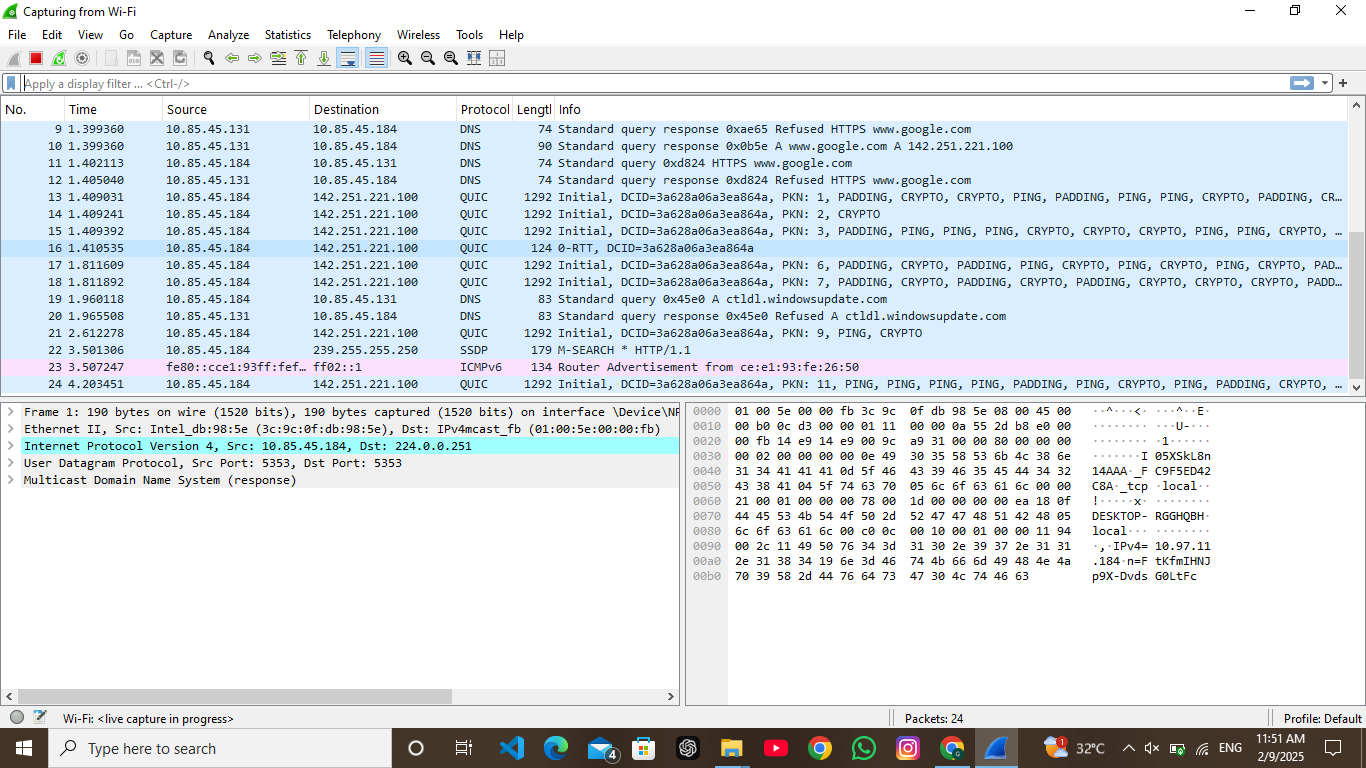 Capturing from Wi-Fi
File Edit View Go Capture Analyze Statistics Telephony Wireless Tools Help
Apply a display filter ... <Ctrl-/>
No. Time Source Destination Protocol Lengtl Info
9 1.399360 10.85.45.131 10.85.45.184 DNS 74 Standard query response 0xae65 Refused HTTPS www.google.com
10 1.399360 10.85.45.131 10.85.45.184 DNS 90 Standard query response 0x0b5e A www.google.com A 142.251.221.100
11 1.402113 10.85.45.184 10.85.45.131 DNS 74 Standard query 0xd824 HTTPS www.google.com
12 1.405040 10.85.45.131 10.85.45.184 DNS 74 Standard query response 0xd824 Refused HTTPS www.google.com
13 1.409031 10.85.45.184 142.251.221.100 QUIC 1292 Initial, DCID=3a628a06a3ea864a, PKN: 1, PADDING, CRYPTO, CRYPTO, PING, PADDING, PING, PING, CRYPTO, PADDING, CR…
14 1.409241 10.85.45.184 142.251.221.100 QUIC 1292 Initial, DCID=3a628a06a3ea864a, PKN: 2, CRYPTO
15 1.409392 10.85.45.184 142.251.221.100 QUIC 1292 Initial, DCID=3a628a06a3ea864a, PKN: 3, PADDING, PING, PING, PING, CRYPTO, CRYPTO, CRYPTO, PING, PING, CRYPTO, …
16 1.410535 10.85.45.184 142.251.221.100 QUIC 124 0-RTT, DCID=3a628a06a3ea864a
17 1.811609 10.85.45.184 142.251.221.100 QUIC 1292 Initial, DCID=3a628a06a3ea864a, PKN: 6, PADDING, CRYPTO, PADDING, PING, CRYPTO, PING, CRYPTO, PING, CRYPTO, PAD…
18 1.811892 10.85.45.184 142.251.221.100 QUIC 1292 Initial, DCID=3a628a06a3ea864a, PKN: 7, PADDING, CRYPTO, PADDING, CRYPTO, PADDING, CRYPTO, CRYPTO, CRYPTO, PADD…
19 1.960118 10.85.45.184 10.85.45.131 DNS 83 Standard query 0x45e0 A ctldl.windowsupdate.com
20 1.965508 10.85.45.131 10.85.45.184 DNS 83 Standard query response 0x45e0 Refused A ctldl.windowsupdate.com
21 2.612278 10.85.45.184 142.251.221.100 QUIC 1292 Initial, DCID=3a628a06a3ea864a, PKN: 9, PING, CRYPTO
22 3.501306 10.85.45.184 239.255.255.250 SSDP 179 M-SEARCH * HTTP/1.1
23 3.507247 fe80::cce1:93ff:fef… ff02::1 ICMPv6 134 Router Advertisement from ce:e1:93:fe:26:50
24 4.203451 10.85.45.184 142.251.221.100 QUIC 1292 Initial, DCID=3a628a06a3ea864a, PKN: 11, PING, PING, PING, PING, PADDING, PING, CRYPTO, PING, PADDING, CRYPTO, …
Frame 1: 190 bytes on wire (1520 bits), 190 bytes captured (1520 bits) on interface \Device\NP
Ethernet II, Src: Intel_db:98:5e (3c:9c:0f:db:98:5e), Dst: IPv4mcast_fb (01:00:5e:00:00:fb)
Internet Protocol Version 4, Src: 10.85.45.184, Dst: 224.0.0.251
User Datagram Protocol, Src Port: 5353, Dst Port: 5353
Multicast Domain Name System (response)
0000 01 00 5e 00 00 fb 3c 9c 0f db 98 5e 08 00 45 00 ··^···<· ···^··E·
0010 00 b0 0c d3 00 00 01 11 00 00 0a 55 2d b8 e0 00 ········ ···U-···
0020 00 fb 14 e9 14 e9 00 9c a9 31 00 00 80 00 00 00 ········ ·1······
0030 00 02 00 00 00 00 0e 49 30 35 58 53 6b 4c 38 6e ·······I 05XSkL8n
0040 31 34 41 41 41 0d 5f 46 43 39 46 35 45 44 34 32 14AAA·_F C9F5ED42
0050 43 38 41 04 5f 74 63 70 05 6c 6f 63 61 6c 00 00 C8A·_tcp ·local··
0060 21 00 01 00 00 00 78 00 1d 00 00 00 00 ea 18 0f !·····x· ········
0070 44 45 53 4b 54 4f 50 2d 52 47 47 48 51 42 48 05 DESKTOP- RGGHQBH·
0080 6c 6f 63 61 6c 00 c0 0c 00 10 00 01 00 00 11 94 local··· ········
0090 00 2c 11 49 50 76 34 3d 31 30 2e 39 37 2e 31 31 ·,·IPv4= 10.97.11
00a0 2e 31 38 34 19 6e 3d 46 74 4b 66 6d 49 48 4e 4a .184·n=F tKfmIHNJ
00b0 70 39 58 2d 44 76 64 73 47 30 4c 74 46 63 p9X-Dvds G0LtFc
Wi-Fi: <live capture in progress> Packets: 24 Profile: Default
Type here to search 4 1 32°C ENG 11:51 AM
2/9/2025